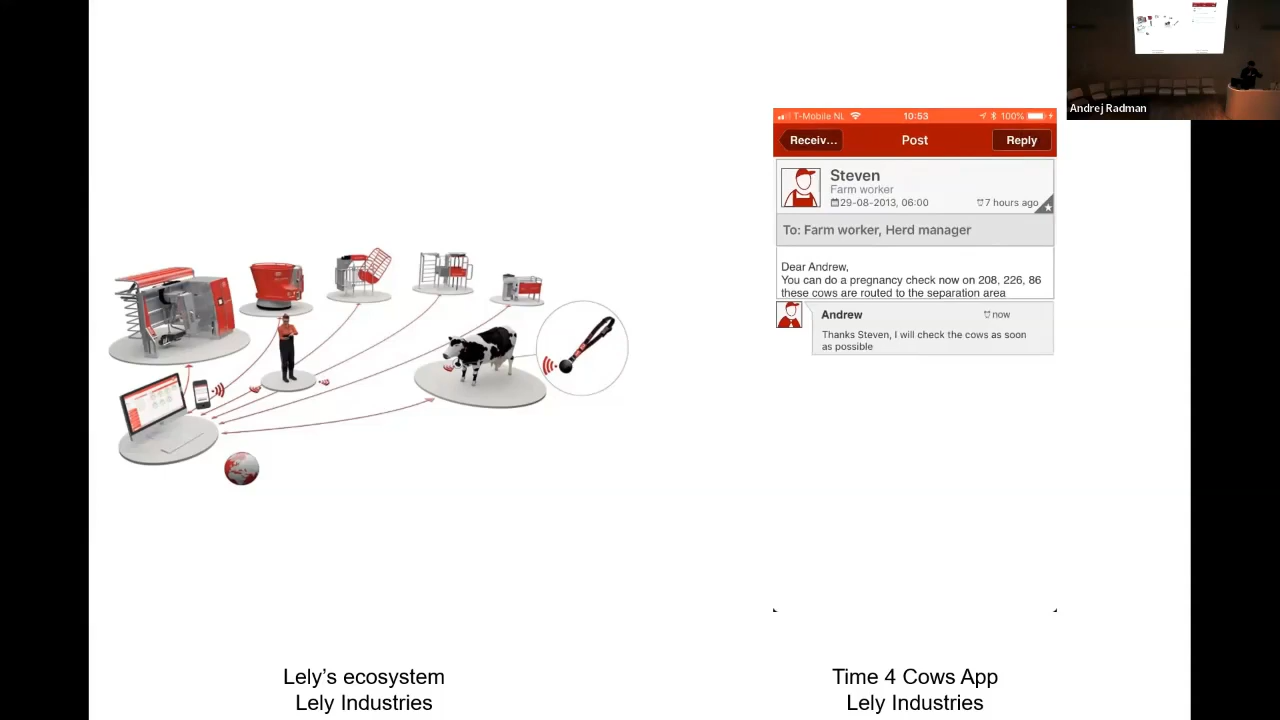 Andrej Radman
T-Mobile NL 10:53 100%
Receiv... Post Reply
Steven
Farm worker
29-08-2013, 06:00 7 hours ago
To: Farm worker, Herd manager
Dear Andrew,
You can do a pregnancy check now on 208, 226, 86
these cows are routed to the separation area
Andrew now
Thanks Steven, I will check the cows as soon
as possible
Lely’s ecosystem
Lely Industries
Time 4 Cows App
Lely Industries